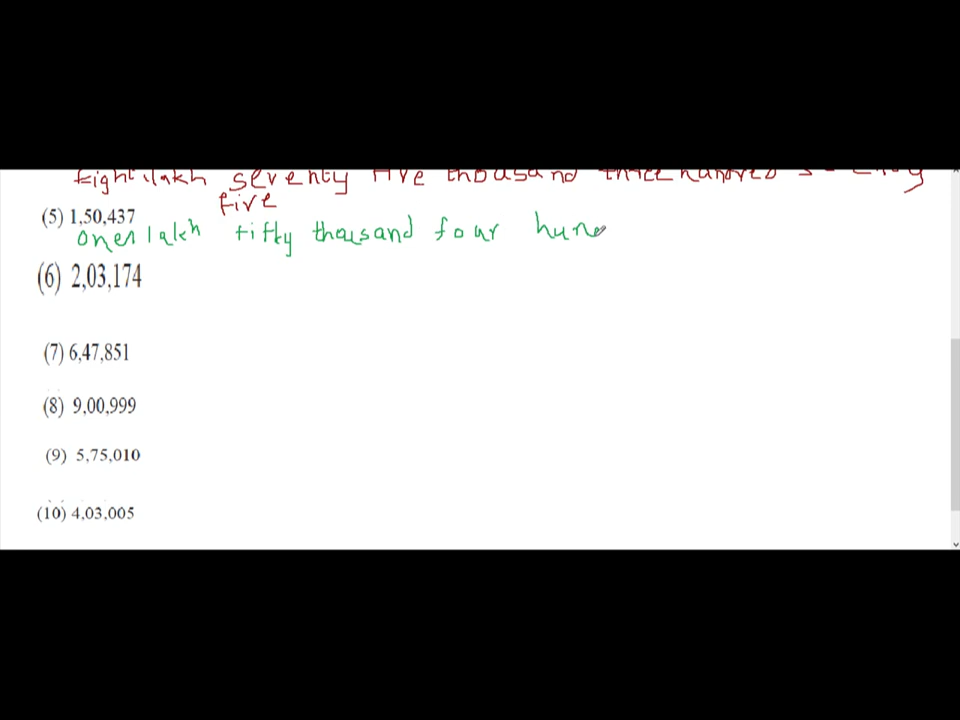 Eight lakh seventy five thousand three hundred
five
(5) 1,50,437
one lakh fifty thousand four hund
(6) 2,03,174
(7) 6,47,851
(8) 9,00,999
(9) 5,75,010
(10) 4,03,005